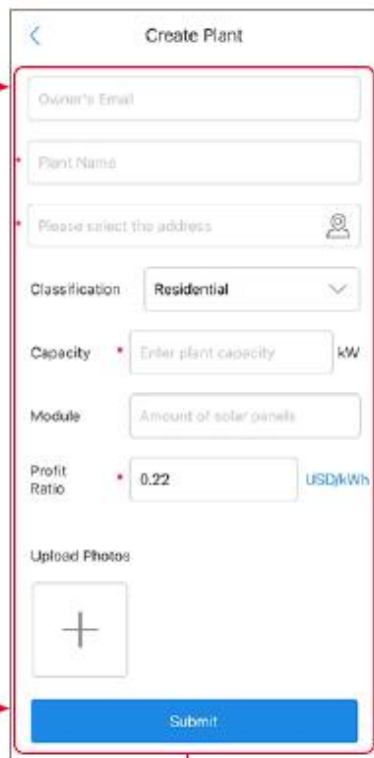 Create Plant
Owner's Email
* Plant Name
* Please select the address
Classification Residential
Capacity * Enter plant capacity kW
Module Amount of solar panels
Profit
Ratio * 0.22 USD/kWh
Upload Photos
Submit